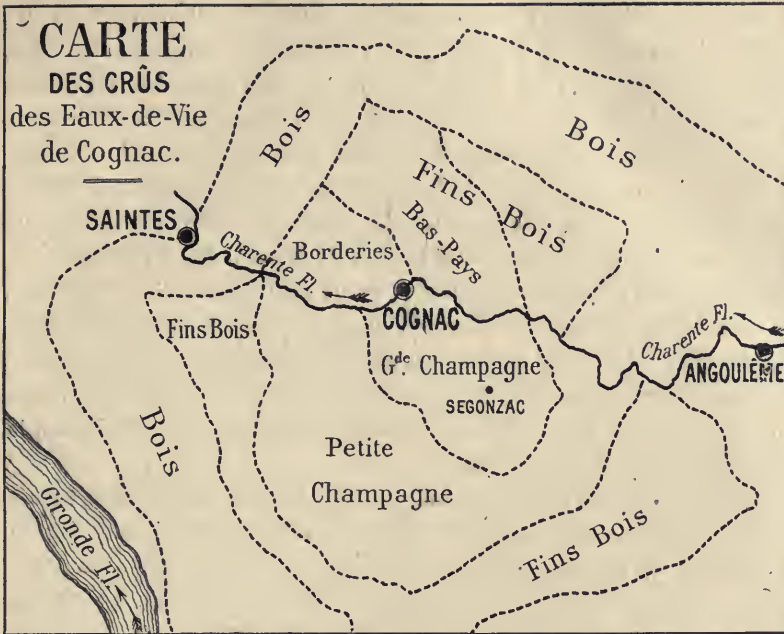 CARTE
DES CRÛS
des Eaux-de-Vie
de Cognac.
Bois
Bois
Fins Bois
Bas-Pays
SAINTES
Charente Fl.
Borderies
COGNAC
Fins Bois
Gde. Champagne
SEGONZAC
Charente Fl.
ANGOULÊME
Bois
Petite
Champagne
Gironde Fl.
Fins Bois